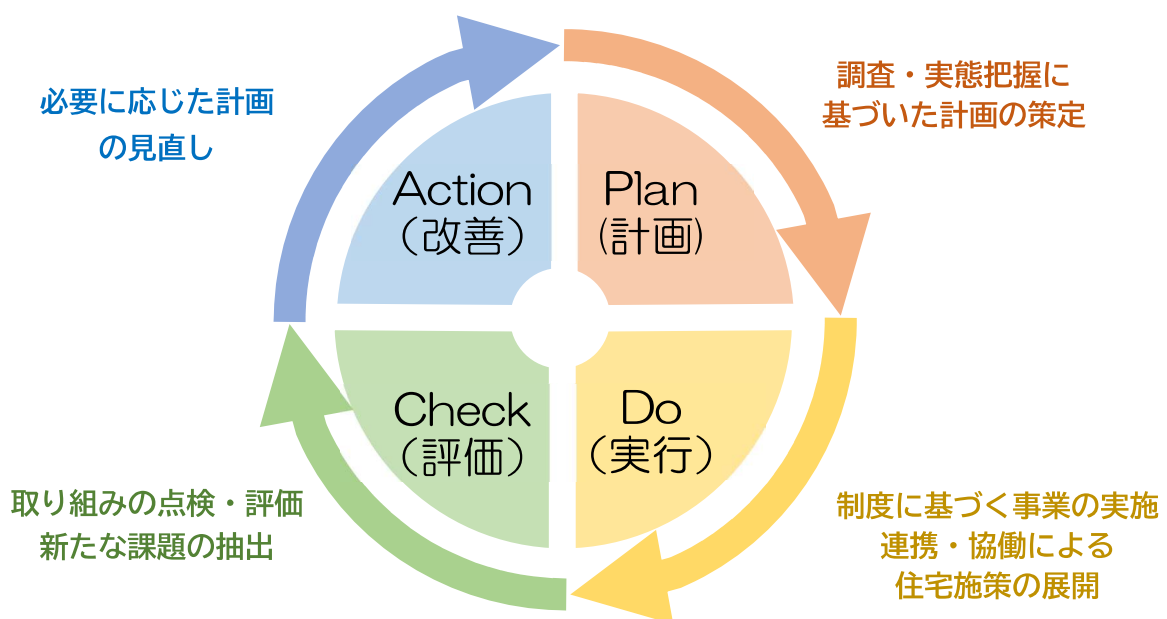 調査・実態把握に
基づいた計画の策定
必要に応じた計画
の見直し
Action
（改善）
Plan
(計画)
Check
（評価）
Do
（実行）
取り組みの点検・評価
新たな課題の抽出
制度に基づく事業の実施
連携・協働による
住宅施策の展開